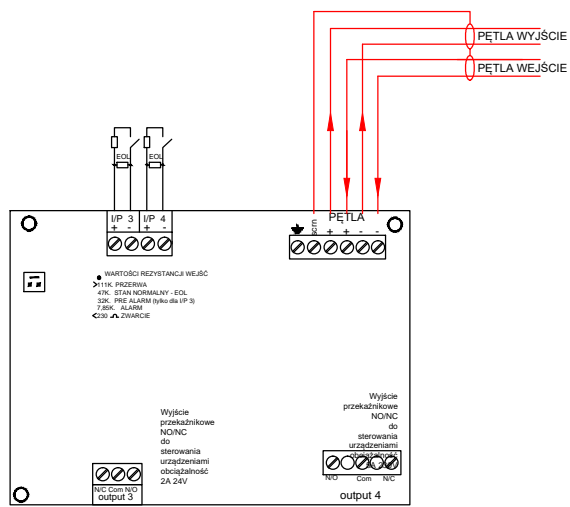 PĘTLA WYJŚCIE
PĘTLA WEJŚCIE
EOL EOL
I/P 3 I/P 4
+ - + -
PĘTLA
scrn + + - -
WARTOŚCI REZYSTANCJI WEJŚĆ
>111K. PRZERWA
47K. STAN NORMALNY - EOL
32K. PRE ALARM (tylko dla I/P 3)
7,85K. ALARM
<230 ZWARCIE
Wyjście
przekaźnikowe
NO/NC
do
sterowania
urządzeniami
obciążalność
2A 24V
N/C Com N/O
output 3
Wyjście
przekaźnikowe
NO/NC
do
sterowania
urządzeniami
obciążalność
N/O Com N/C
output 4